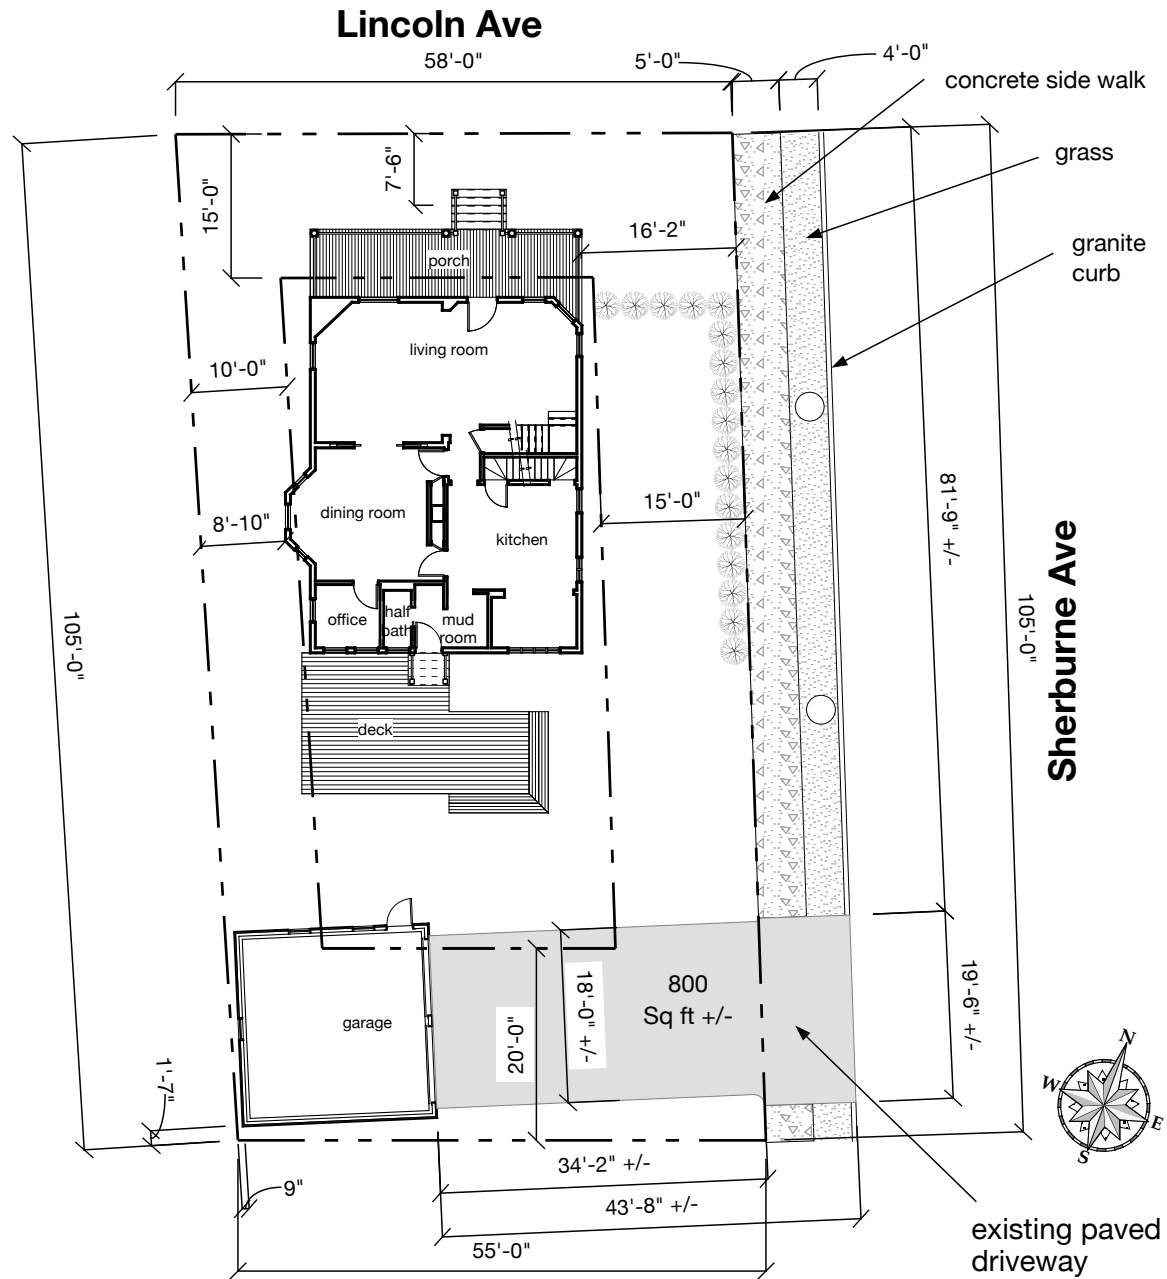 Lincoln Ave
58'-0"
5'-0"
4'-0"
concrete side walk
grass
granite
curb
7'-6"
15'-0"
16'-2"
porch
living room
10'-0"
15'-0"
8'-10"
dining room
kitchen
81'-9" +/-
Sherburne Ave
105'-0"
105'-0"
office
half
bath
mud
room
deck
800
Sq ft +/-
18'-0" +/-
20'-0"
19'-6" +/-
garage
1'-7"
N
W
E
S
34'-2" +/-
9"
43'-8" +/-
55'-0"
existing paved
driveway